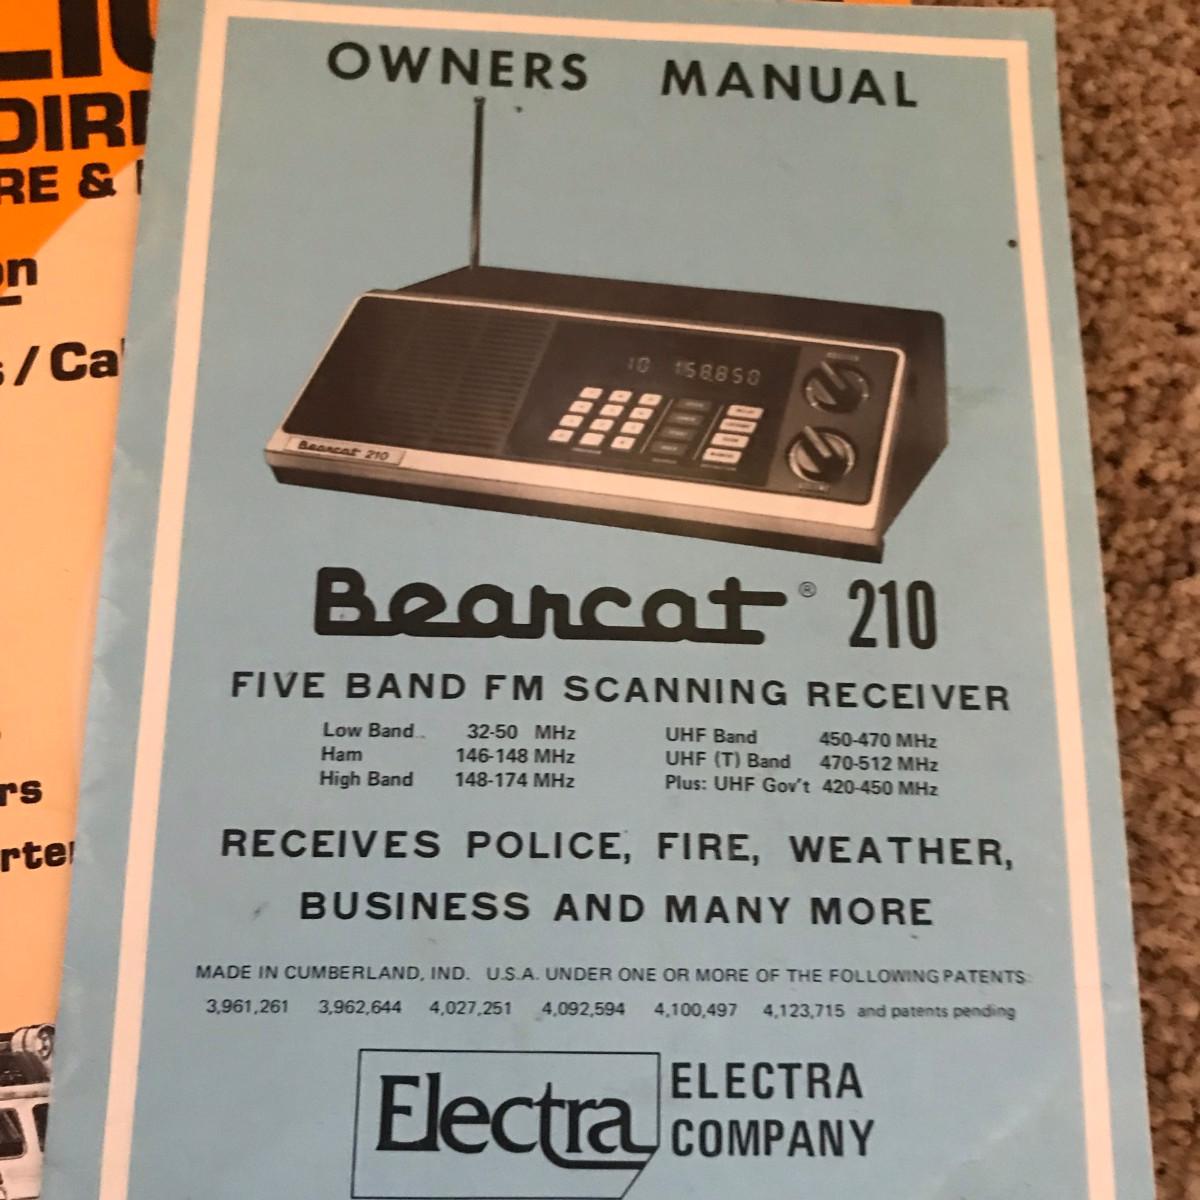 OWNERS MANUAL
10 158.850
Bearcat 210
Bearcat® 210
FIVE BAND FM SCANNING RECEIVER
Low Band 32-50 MHz UHF Band 450-470 MHz
Ham 146-148 MHz UHF (T) Band 470-512 MHz
High Band 148-174 MHz Plus: UHF Gov't 420-450 MHz
RECEIVES POLICE, FIRE, WEATHER,
BUSINESS AND MANY MORE
MADE IN CUMBERLAND, IND. U.S.A. UNDER ONE OR MORE OF THE FOLLOWING PATENTS:
3,961,261 3,962,644 4,027,251 4,092,594 4,100,497 4,123,715 and patents pending
Electra
ELECTRA
COMPANY
RE &
/ Ca